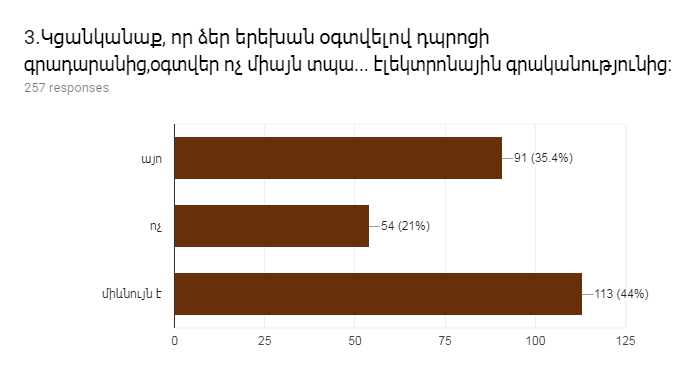 3.Կցանկանաք, որ ձեր երեխան օգտվելով դպրոցի
գրադարանից,օգտվեր ոչ միայն տպա... էլեկտրոնային գրականությունից:
257 responses
այո
91 (35.4%)
ոչ
54 (21%)
միևնույն է
113 (44%)
0 25 50 75 100 125